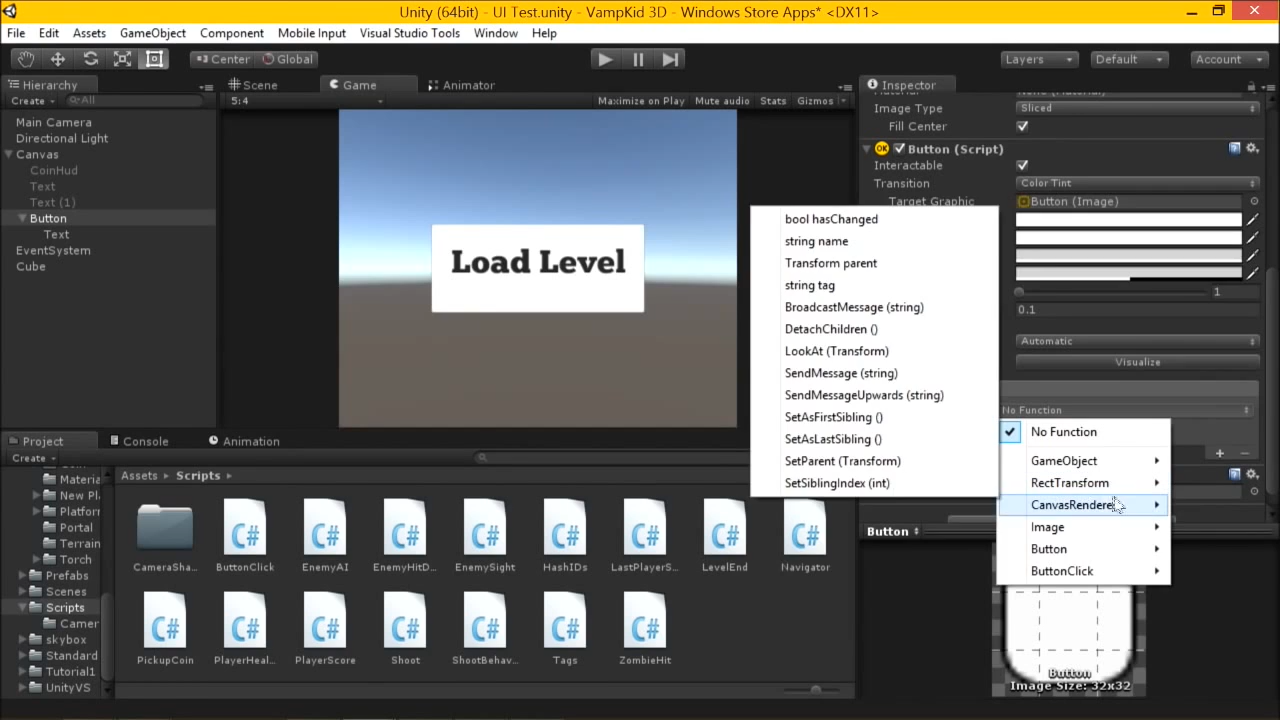 Unity (64bit) - UI Test.unity - VampKid 3D - Windows Store Apps* <DX11>
File Edit Assets GameObject Component Mobile Input Visual Studio Tools Window Help
Center Global Layers Default Account
Hierarchy Scene Game Animator Inspector
Create All 5:4 Maximize on Play Mute audio Stats Gizmos
Main Camera
Directional Light
Canvas
CoinHud
Text
Text (1)
Button
Text
EventSystem
Cube
Load Level
Image Type Sliced
Fill Center
Button (Script)
Interactable
Transition Color Tint
Target Graphic Button (Image)
1
0.1
Automatic
Visualize
No Function
bool hasChanged
string name
Transform parent
string tag
BroadcastMessage (string)
DetachChildren ()
LookAt (Transform)
SendMessage (string)
SendMessageUpwards (string)
SetAsFirstSibling ()
SetAsLastSibling ()
SetParent (Transform)
SetSiblingIndex (int)
No Function
GameObject
RectTransform
CanvasRendere
Image
Button
ButtonClick
Project Console Animation
Create
Materia
New Pl
Platfor
Portal
Terrain
Torch
Prefabs
Scenes
Scripts
Camer
skybox
Standard
Tutorial1
UnityVS
Assets Scripts
CameraSha... ButtonClick EnemyAI EnemyHitD... EnemySight HashIDs LastPlayerS... LevelEnd Navigator
PickupCoin PlayerHeal... PlayerScore Shoot ShootBehav... Tags ZombieHit
Button
Button
Image Size: 32x32